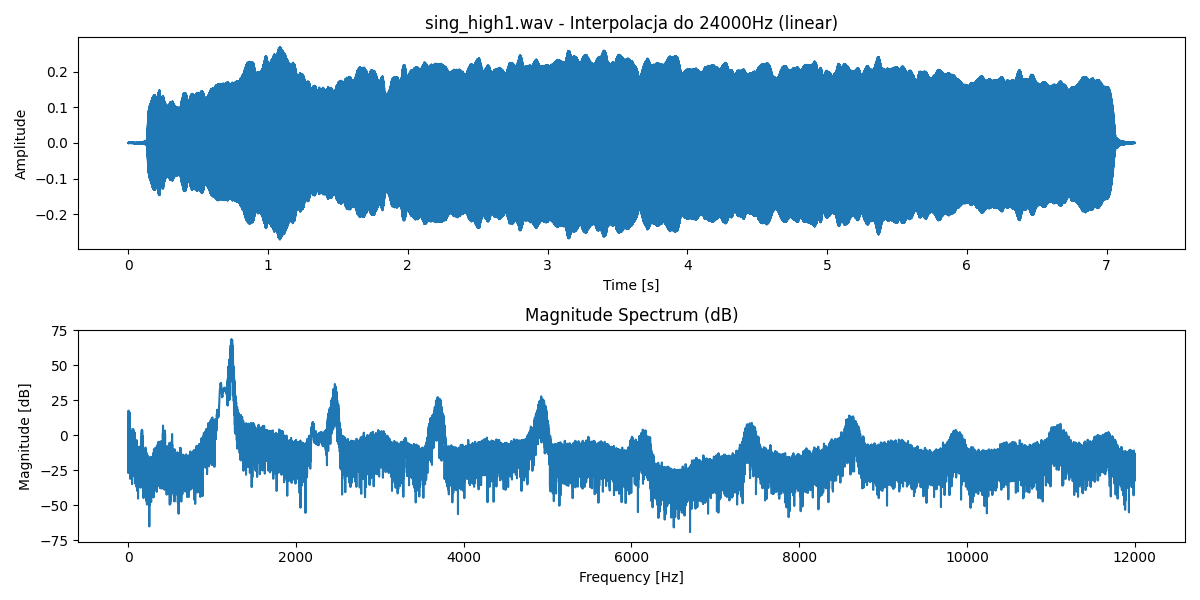 sing_high1.wav - Interpolacja do 24000Hz (linear)
Amplitude
0.2
0.1
0.0
−0.1
−0.2
0 1 2 3 4 5 6 7
Time [s]
Magnitude Spectrum (dB)
Magnitude [dB]
75
50
25
0
−25
−50
−75
0 2000 4000 6000 8000 10000 12000
Frequency [Hz]